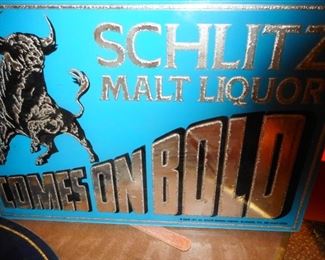 SCHLITZ
MALT LIQUOR
COMES ON BOLD